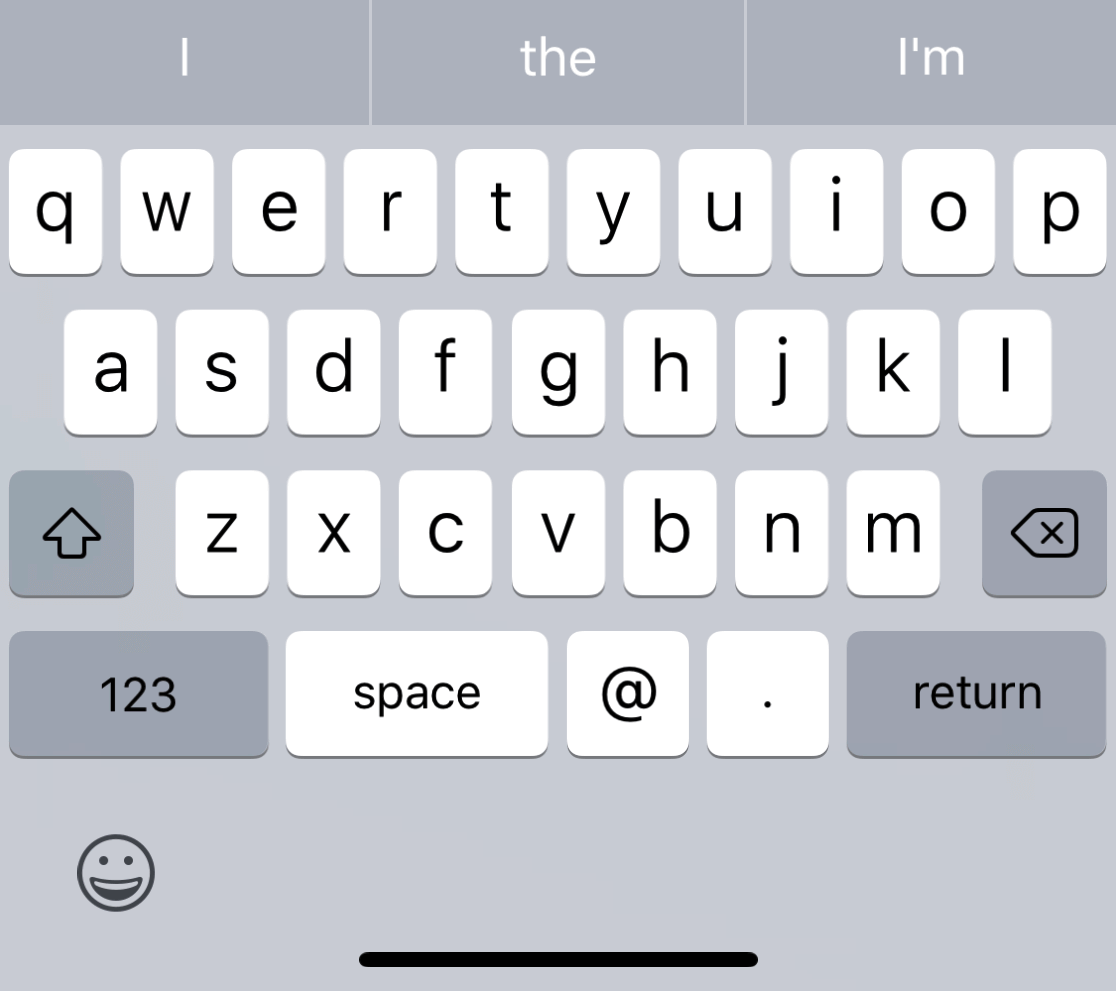 I the I'm
q w e r t y u i o p
a s d f g h j k l
z x c v b n m
123 space @ . return